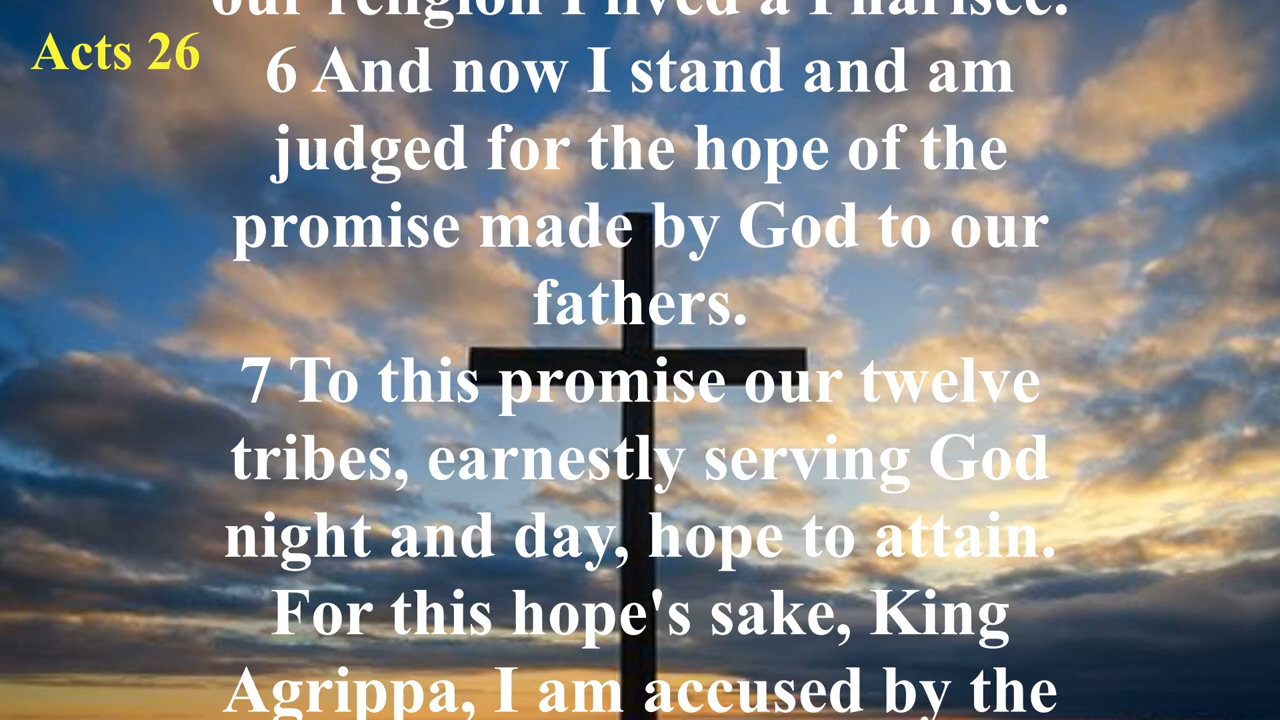 our religion I lived a Pharisee.
Acts 26
6 And now I stand and am
judged for the hope of the
promise made by God to our
fathers.
7 To this promise our twelve
tribes, earnestly serving God
night and day, hope to attain.
For this hope's sake, King
Agrippa, I am accused by the